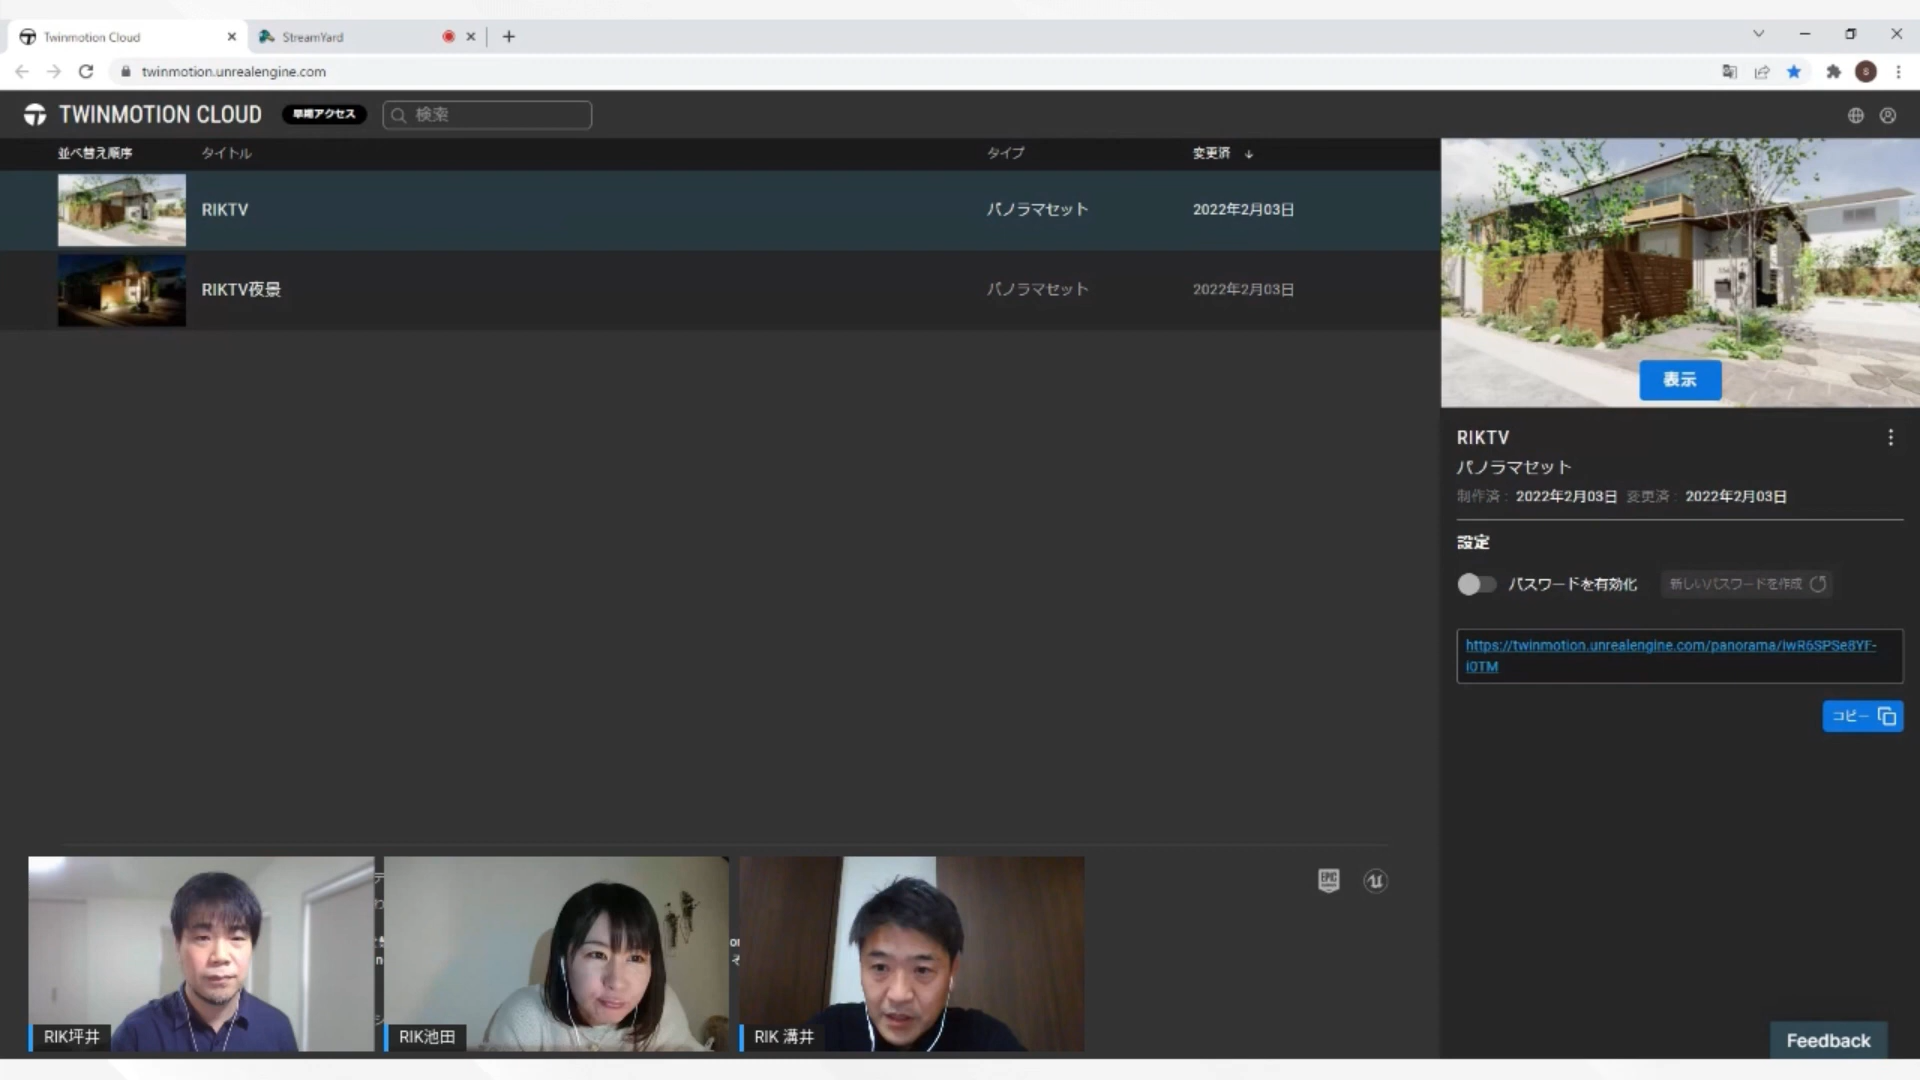 Twinmotion Cloud
StreamYard
twinmotion.unrealengine.com
S
TWINMOTION CLOUD
早期アクセス
検索
並べ替え順序
タイトル
タイプ
変更済 ↓
RIKTV
パノラマセット
2022年2月03日
RIKTV夜景
パノラマセット
2022年2月03日
表示
RIKTV
パノラマセット
制作済： 2022年2月03日 変更済： 2022年2月03日
設定
パスワードを有効化
新しいパスワードを作成
https://twinmotion.unrealengine.com/panorama/iwR6SPSe8YF-
i0TM
コピー
EPIC
RIK坪井
RIK池田
RIK 溝井
Feedback